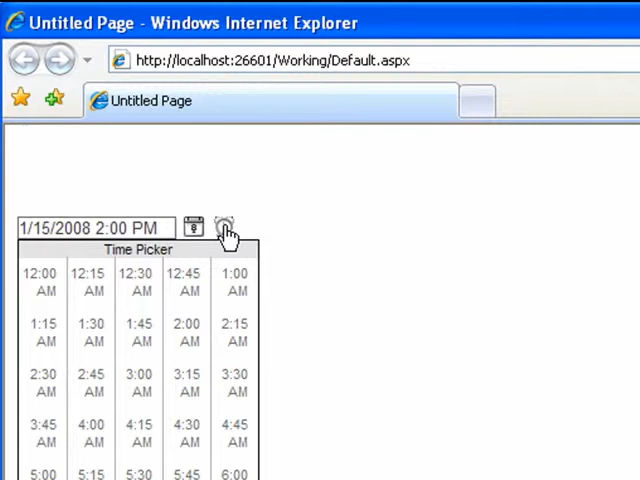 Untitled Page - Windows Internet Explorer
http://localhost:26601/Working/Default.aspx
Untitled Page
1/15/2008 2:00 PM
8
Time Picker
12:00 AM 12:15 AM 12:30 AM 12:45 AM 1:00 AM
1:15 AM 1:30 AM 1:45 AM 2:00 AM 2:15 AM
2:30 AM 2:45 AM 3:00 AM 3:15 AM 3:30 AM
3:45 AM 4:00 AM 4:15 AM 4:30 AM 4:45 AM
5:00 5:15 5:30 5:45 6:00